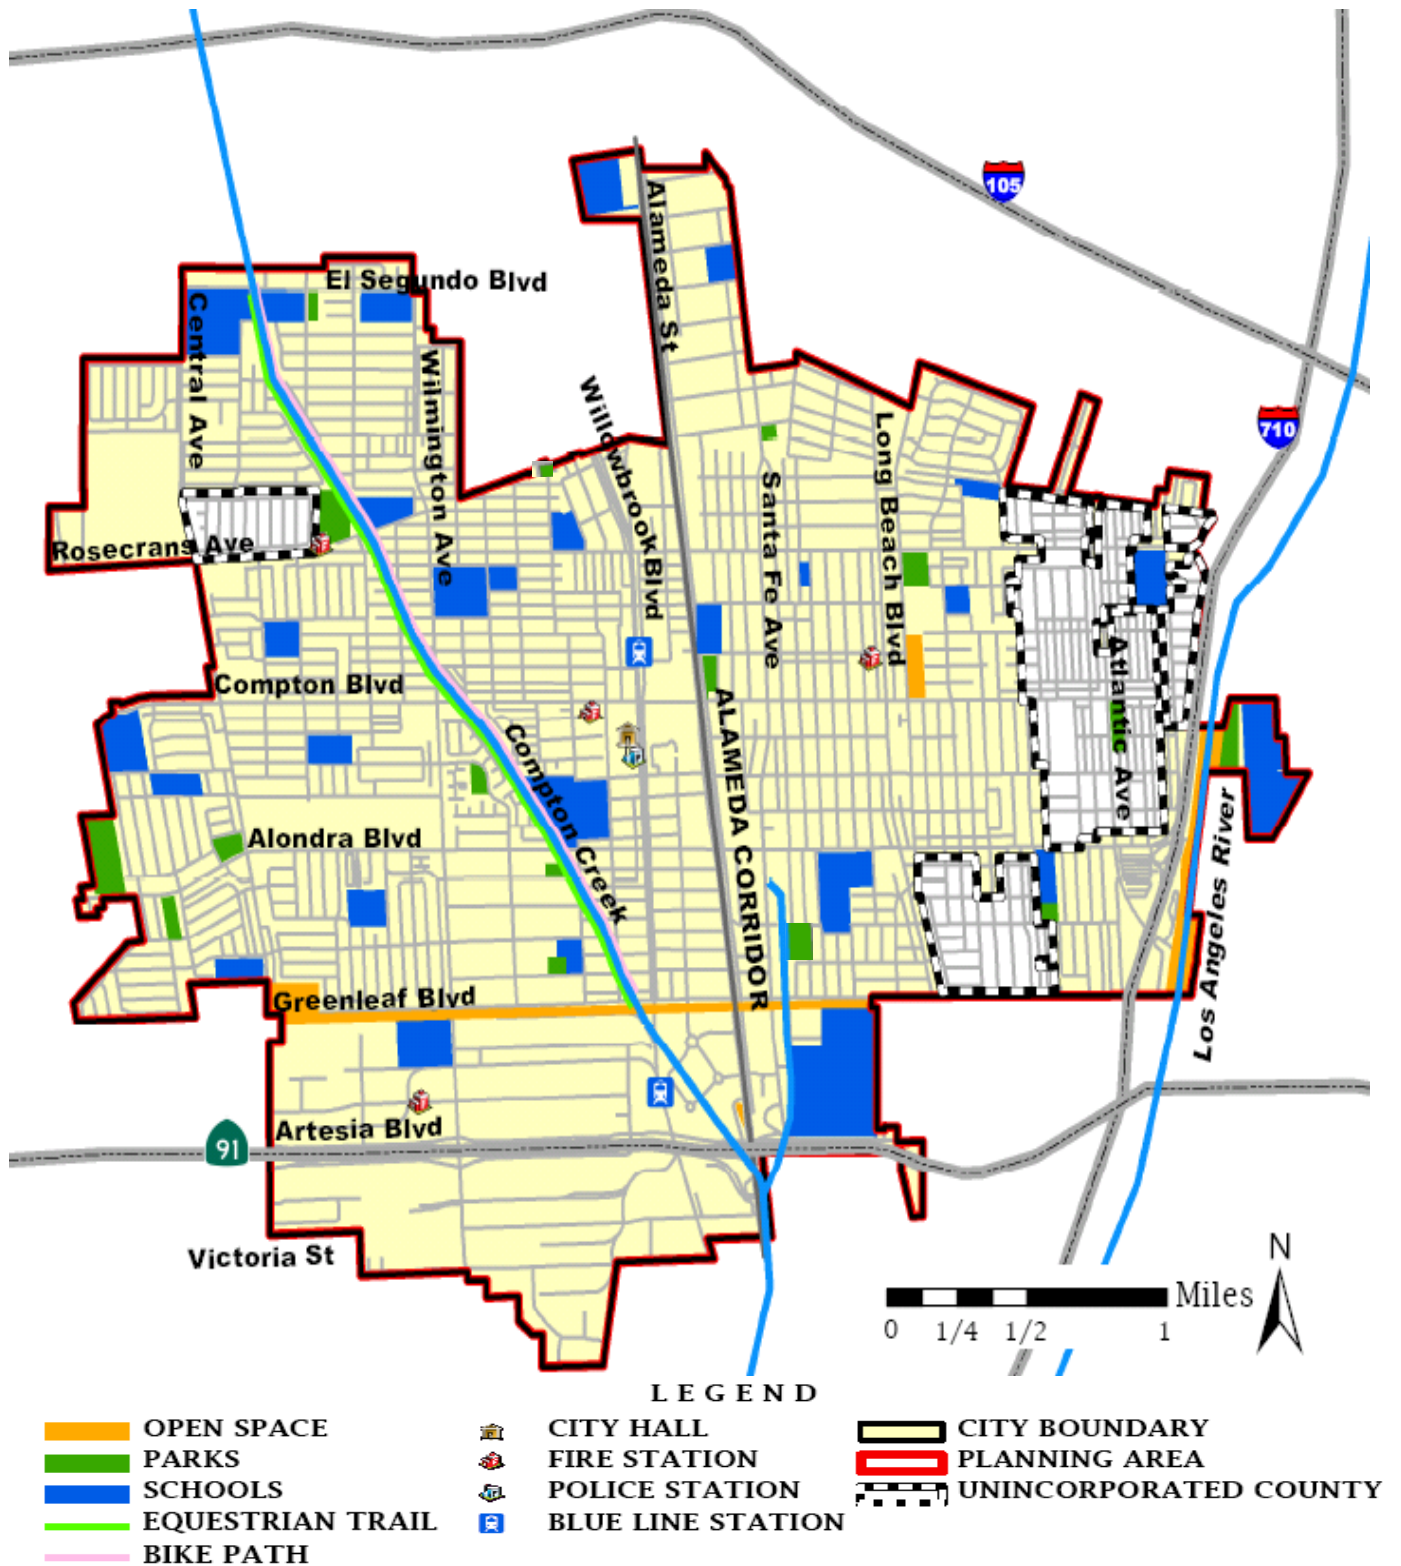 105
Alameda St
El Segundo Blvd
Central Ave
Wilmington Ave
Willowbrook Blvd
710
Long Beach Blvd
Santa Fe Ave
Rosecrans Ave
Atlantic Ave
Compton Blvd
Compton Creek
ALAMEDA CORRIDOR
Alondra Blvd
Los Angeles River
Greenleaf Blvd
Artesia Blvd
91
Victoria St
N
Miles
0 1/4 1/2 1
LEGEND
OPEN SPACE
PARKS
SCHOOLS
EQUESTRIAN TRAIL
BIKE PATH
CITY HALL
FIRE STATION
POLICE STATION
BLUE LINE STATION
CITY BOUNDARY
PLANNING AREA
UNINCORPORATED COUNTY